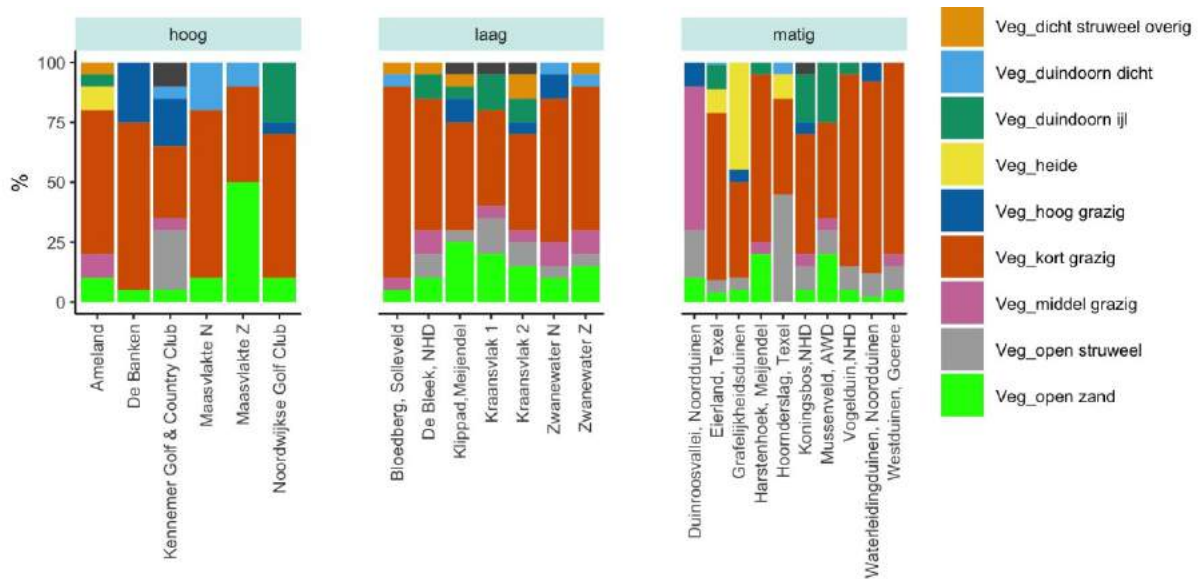 hoog
laag
matig
%
100
75
50
25
0
Ameland
De Banken
Kennemer Golf & Country Club
Maasvlakte N
Maasvlakte Z
Noordwijkse Golf Club
Bloedberg, Solleveld
De Bleek, NHD
Klippad,Meijendel
Kraansvlak 1
Kraansvlak 2
Zwanewater N
Zwanewater Z
Duinroosvallei, Noordduinen
Eierland, Texel
Grafelijkheidsduinen
Harstenhoek, Meijendel
Hoornderslag, Texel
Koningsbos,NHD
Mussenveld, AWD
Vogelduin,NHD
Waterleidingduinen, Noordduinen
Westduinen, Goeree
Veg_dicht struweel overig
Veg_duindoorn dicht
Veg_duindoorn ijl
Veg_heide
Veg_hoog grazig
Veg_kort grazig
Veg_middel grazig
Veg_open struweel
Veg_open zand